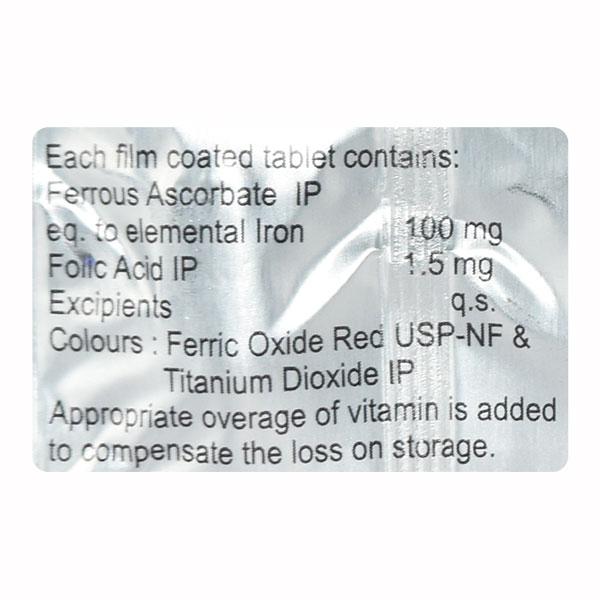 Each film coated tablet contains:
Ferrous Ascorbate IP
eq. to elemental Iron 100 mg
Folic Acid IP 1.5 mg
Excipients q.s.
Colours : Ferric Oxide Red USP-NF &
Titanium Dioxide IP
Appropriate overage of vitamin is added
to compensate the loss on storage.